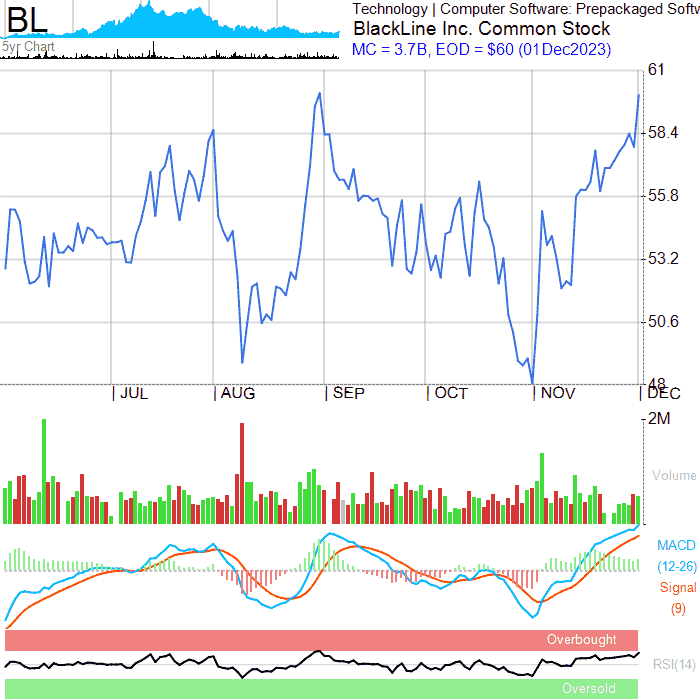 BL
5yr Chart
Technology | Computer Software: Prepackaged Softw
BlackLine Inc. Common Stock
MC = 3.7B, EOD = $60 (01Dec2023)
61
58.4
55.8
53.2
50.6
48
JUL
AUG
SEP
OCT
NOV
DEC
2M
Volume
MACD
(12-26)
Signal
(9)
Overbought
RSI(14)
Oversold